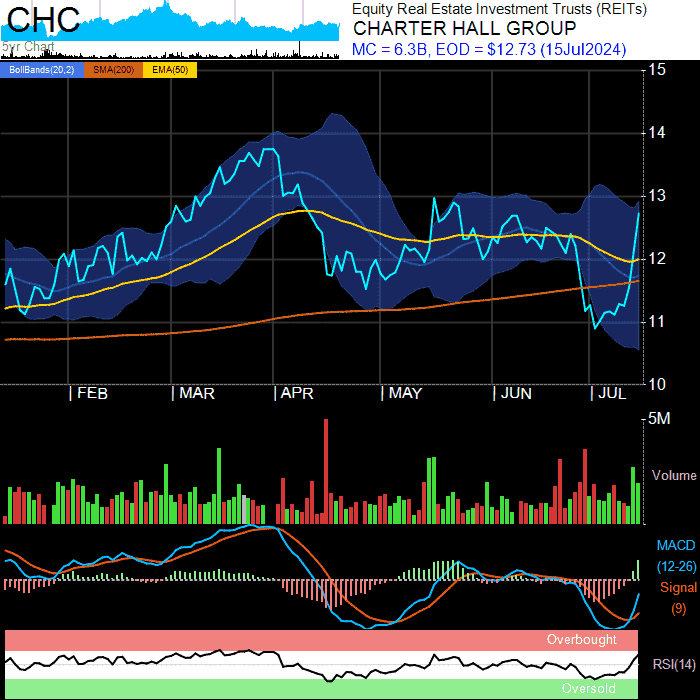 CHC
5yr Chart
Equity Real Estate Investment Trusts (REITs)
CHARTER HALL GROUP
MC = 6.3B, EOD = $12.73 (15Jul2024)
BollBands(20,2) SMA(200) EMA(50)
15
14
13
12
11
10
| FEB | MAR | APR | MAY | JUN | JUL
5M
Volume
MACD
(12-26)
Signal
(9)
Overbought
RSI(14)
Oversold